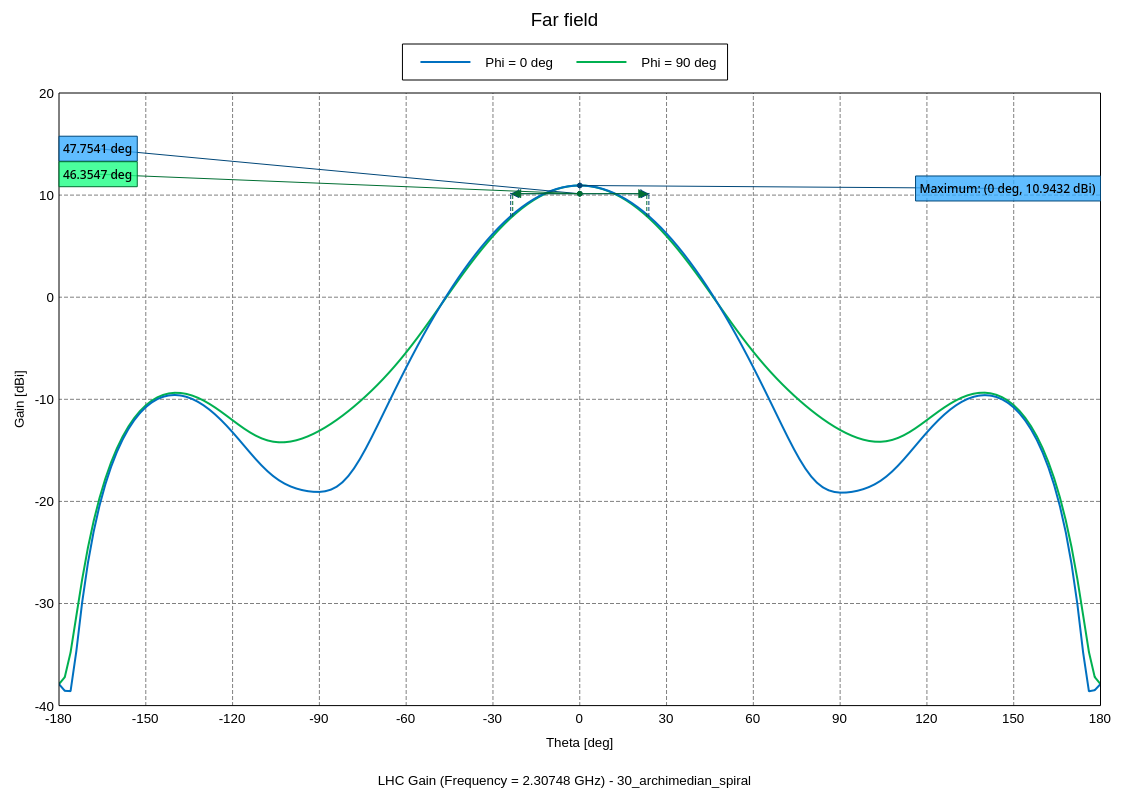 Far field
Phi = 0 deg
Phi = 90 deg
20
10
0
-10
-20
-30
-40
Gain [dBi]
47.7541 deg
46.3547 deg
Maximum: (0 deg, 10.9432 dBi)
-180
-150
-120
-90
-60
-30
0
30
60
90
120
150
180
Theta [deg]
LHC Gain (Frequency = 2.30748 GHz) - 30_archimedian_spiral